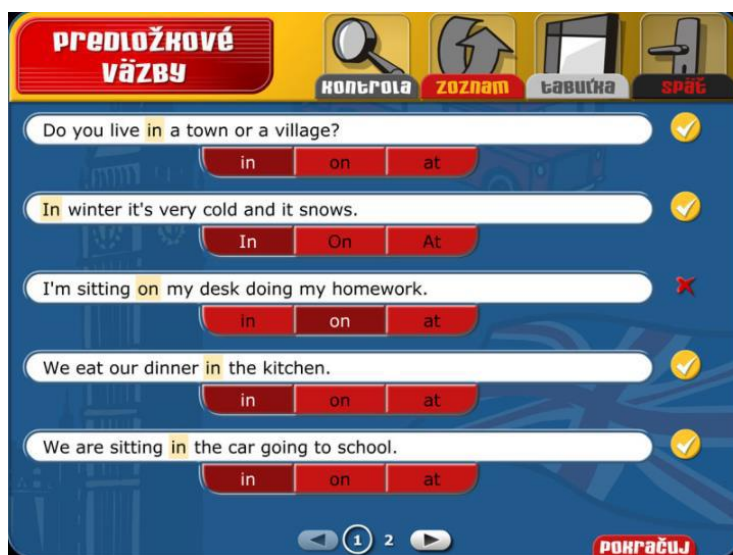 PREDLOŽKOVÉ
VÄZBY
KONTROLA ZOZNAM TABUĽKA SPÄŤ
Do you live in a town or a village?
in on at
In winter it's very cold and it snows.
In On At
I'm sitting on my desk doing my homework.
in on at
We eat our dinner in the kitchen.
in on at
We are sitting in the car going to school.
in on at
1 2
POKRAČUJ